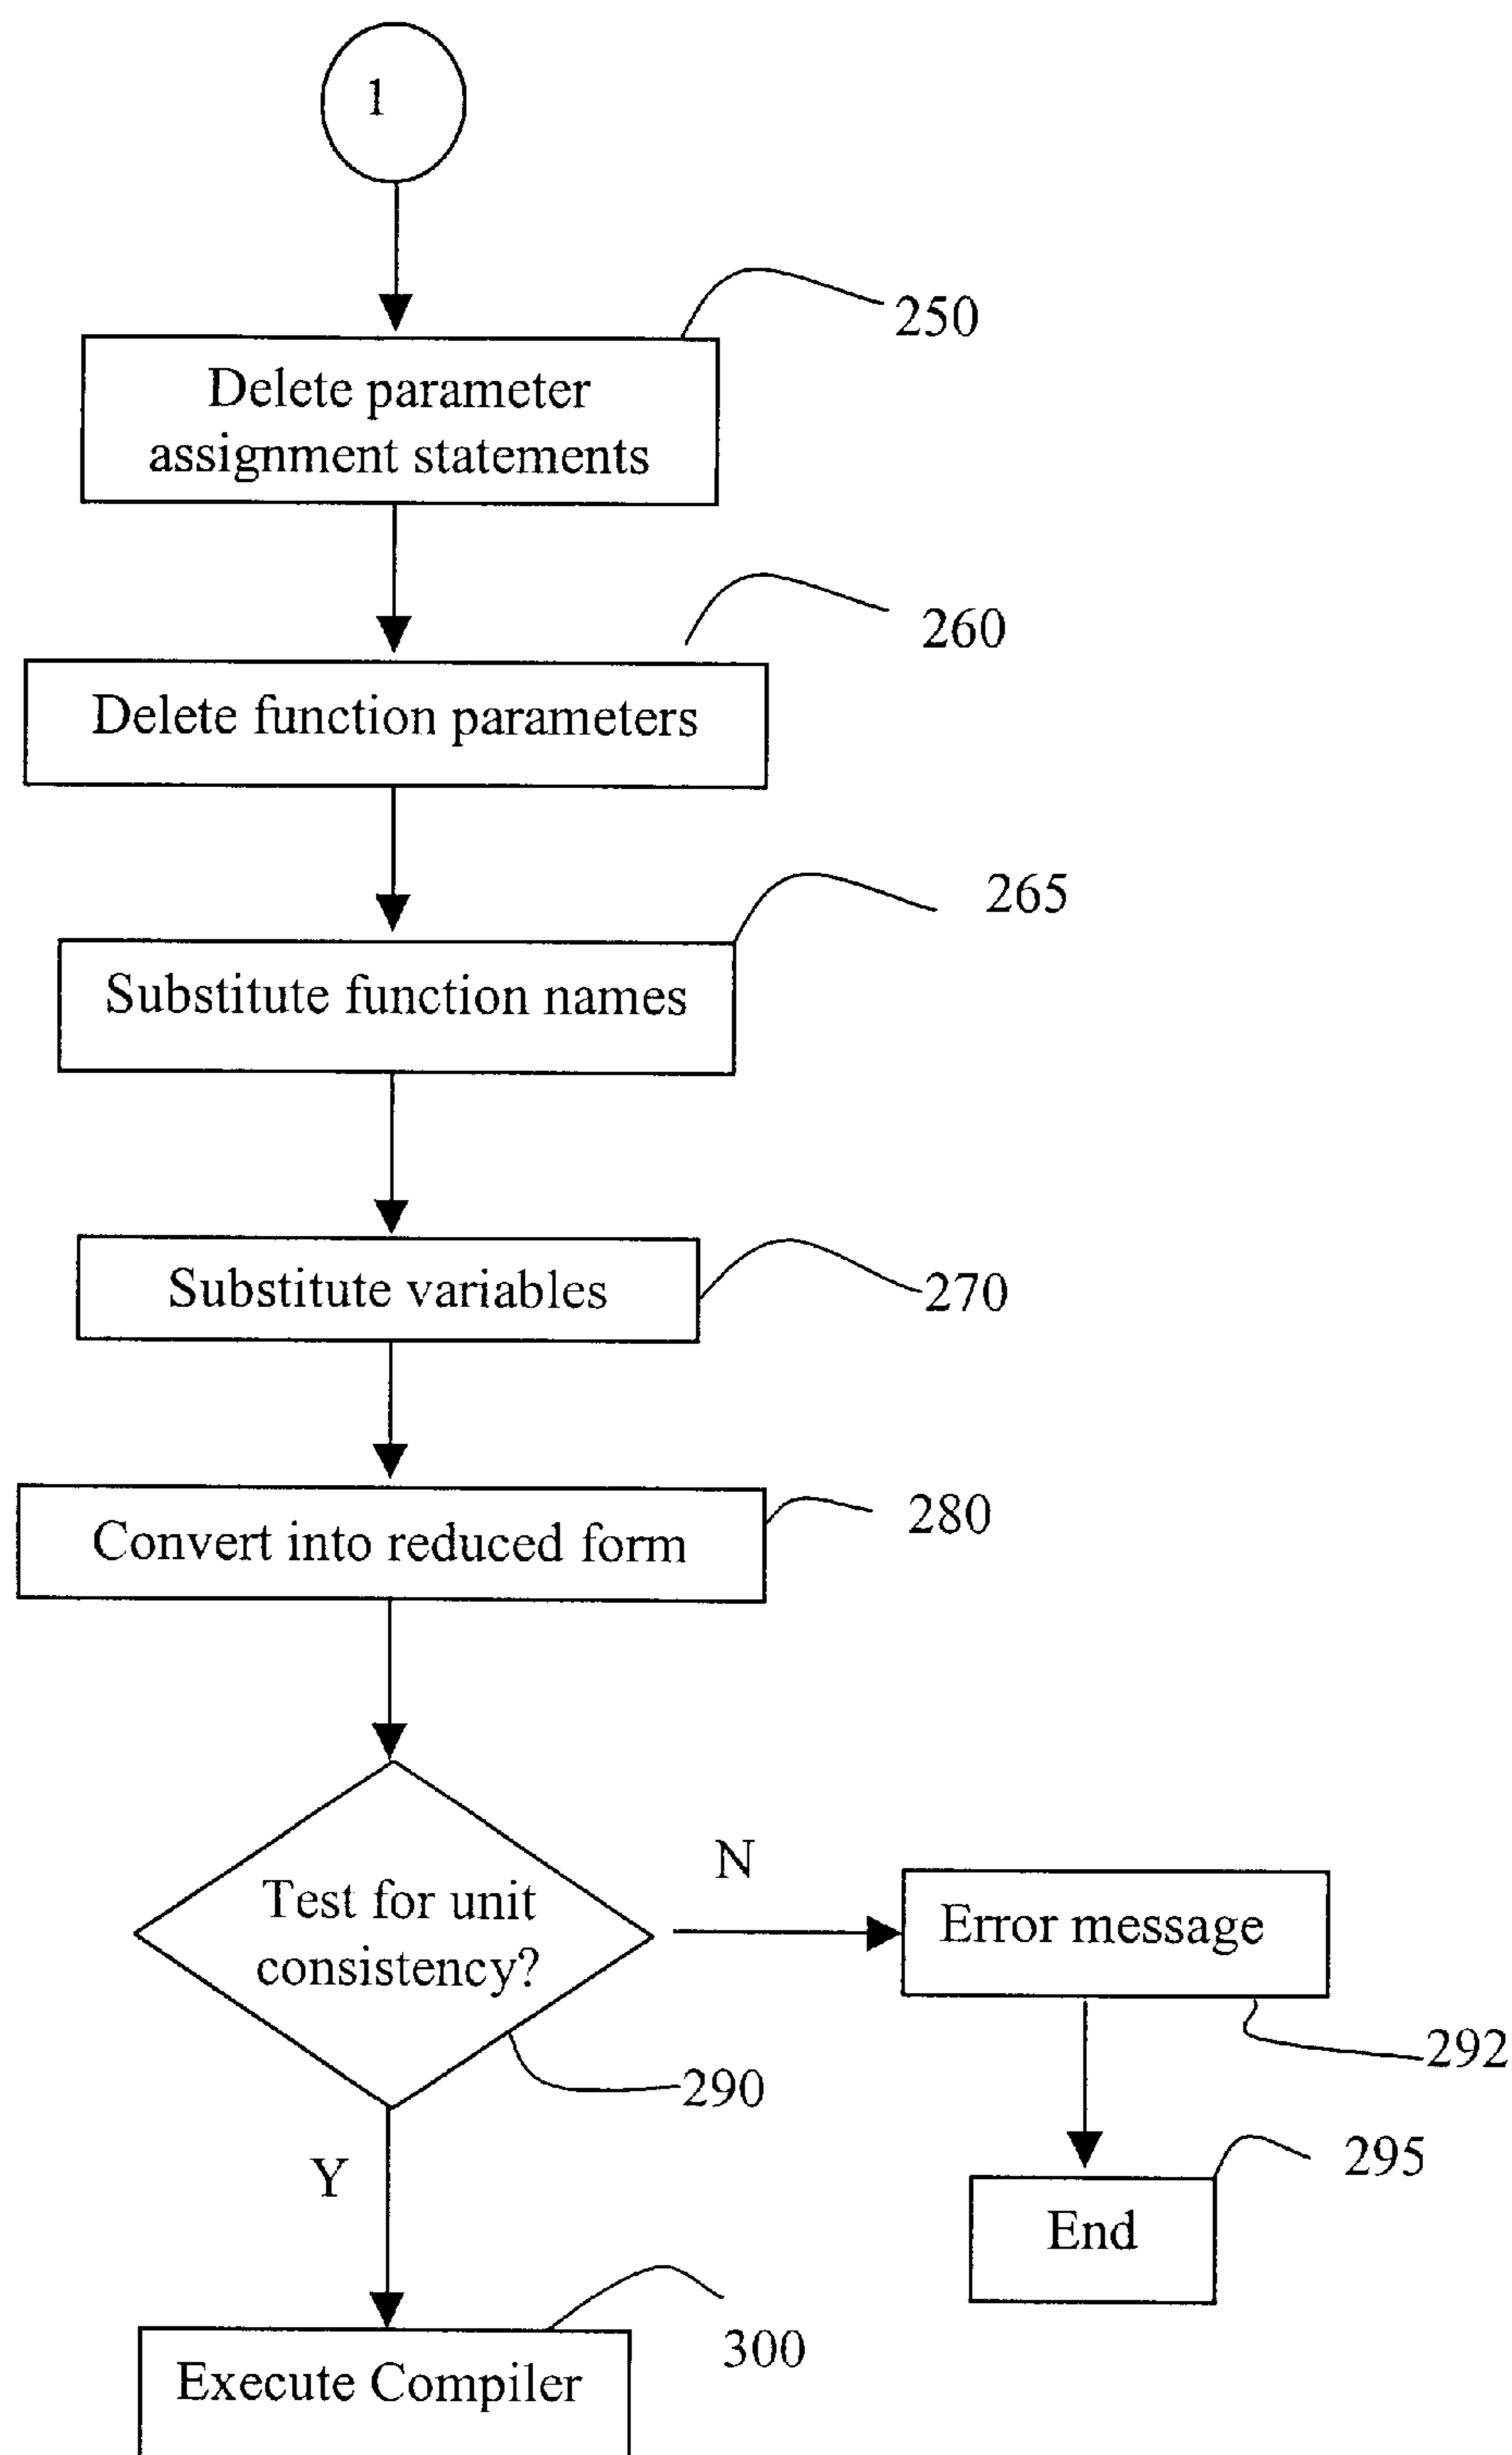 1
250
Delete parameter
assignment statements
260
Delete function parameters
265
Substitute function names
Substitute variables
270
280
Convert into reduced form
N
Test for unit
consistency?
Error message
292
290
Y
295
End
300
Execute Compiler